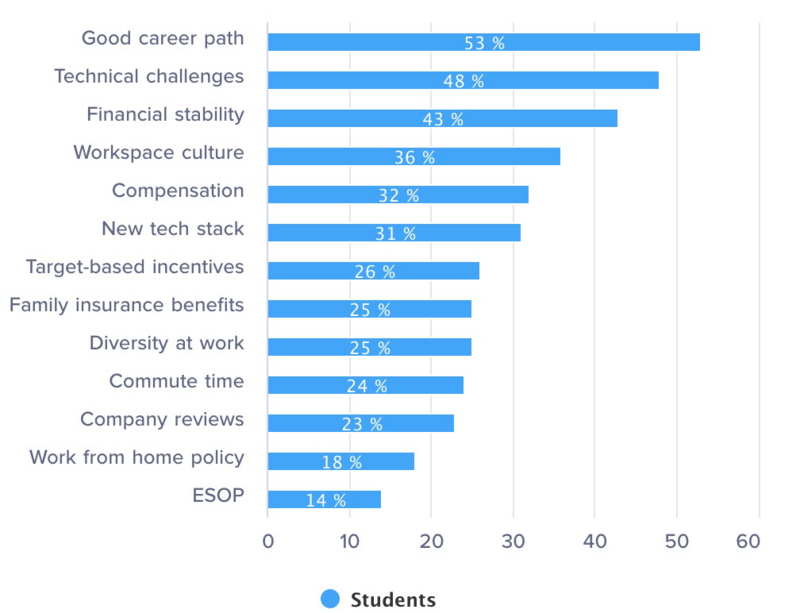 Good career path 53 %
Technical challenges 48 %
Financial stability 43 %
Workspace culture 36 %
Compensation 32 %
New tech stack 31 %
Target-based incentives 26 %
Family insurance benefits 25 %
Diversity at work 25 %
Commute time 24 %
Company reviews 23 %
Work from home policy 18 %
ESOP 14 %
0 10 20 30 40 50 60
Students